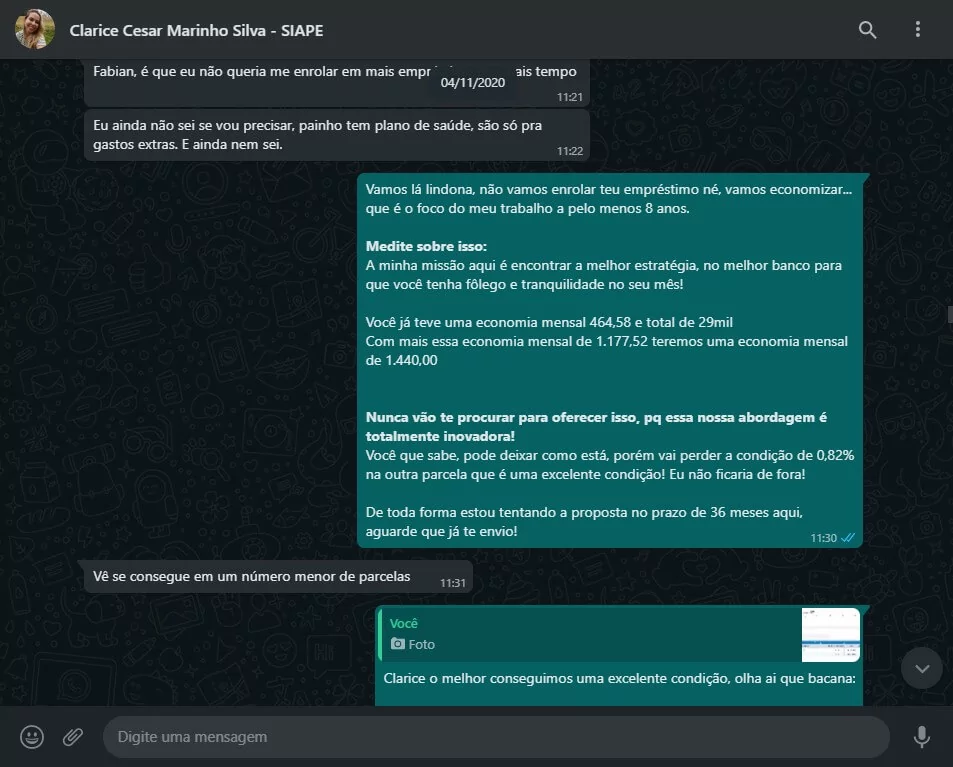 Clarice Cesar Marinho Silva - SIAPE
Fabian, é que eu não queria me enrolar em mais tempo
04/11/2020
11:21
Eu ainda não sei se vou precisar, painho tem plano de saúde, são só pra
gastos extras. E ainda nem sei.
11:22
Vamos lá lindona, não vamos enrolar teu empréstimo né, vamos economizar...
que é o foco do meu trabalho a pelo menos 8 anos.
Medite sobre isso:
A minha missão aqui é encontrar a melhor estratégia, no melhor banco para
que você tenha fôlego e tranquilidade no seu mês!
Você já teve uma economia mensal 464,58 e total de 29mil
Com mais essa economia mensal de 1.177,52 teremos uma economia mensal
de 1.440,00
Nunca vão te procurar para oferecer isso, pq essa nossa abordagem é
totalmente inovadora!
Você que sabe, pode deixar como está, porém vai perder a condição de 0,82%
na outra parcela que é uma excelente condição! Eu não ficaria de fora!
De toda forma estou tentando a proposta no prazo de 36 meses aqui,
aguarde que já te envio!
11:30
Vê se consegue em um número menor de parcelas
11:31
Você
Foto
Clarice o melhor conseguimos uma excelente condição, olha ai que bacana:
Digite uma mensagem